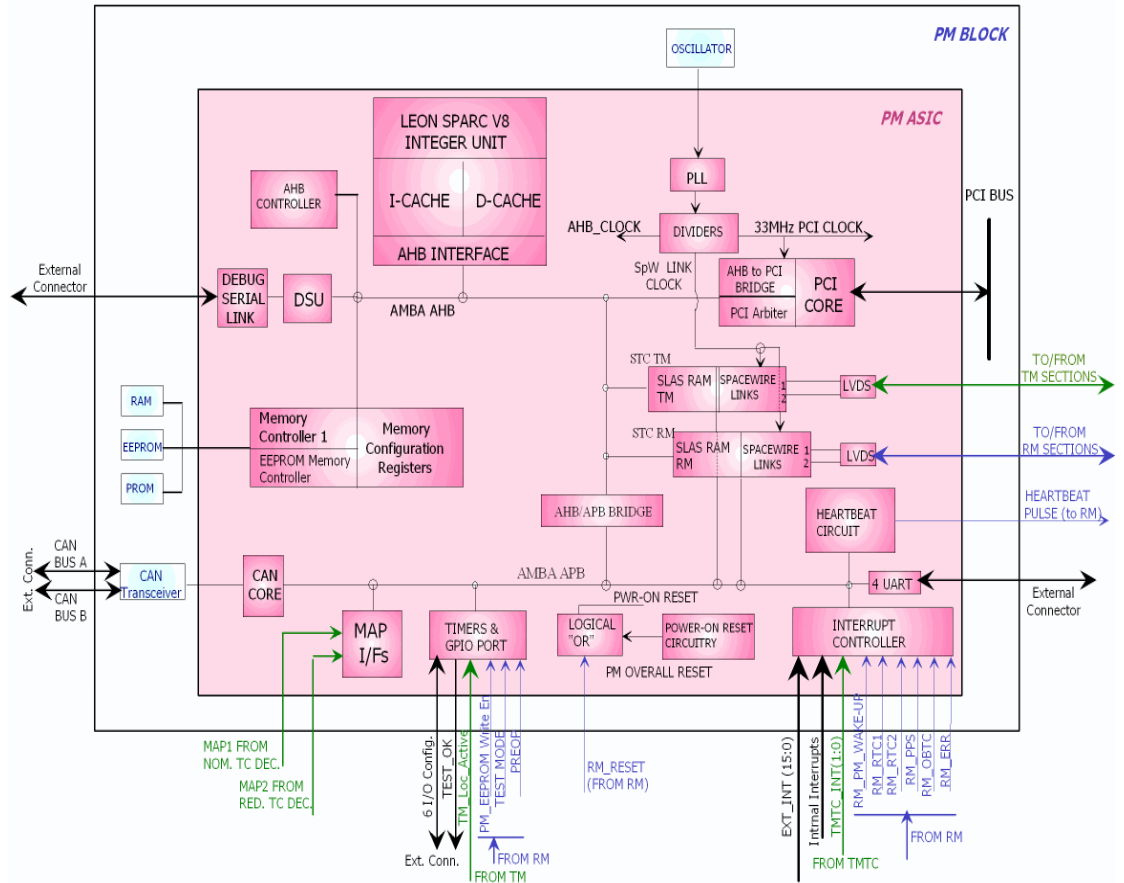 PM BLOCK
OSCILLATOR
PM ASIC
LEON SPARC V8
INTEGER UNIT
I-CACHE
D-CACHE
AHB INTERFACE
AHB
CONTROLLER
PLL
PCI BUS
AHB_CLOCK
DIVIDERS
33MHz PCI CLOCK
SpW LINK
CLOCK
AHB to PCI
BRIDGE
PCI Arbiter
PCI
CORE
External
Connector
DEBUG
SERIAL
LINK
DSU
AMBA AHB
STC TM
SLAS RAM
TM
SPACEWIRE
LINKS
1
2
LVDS
TO/FROM
TM SECTIONS
RAM
EEPROM
PROM
Memory
Controller 1
EEPROM Memory
Controller
Memory
Configuration
Registers
STC RM
SLAS RAM
RM
SPACEWIRE
LINKS
1
2
LVDS
TO/FROM
RM SECTIONS
AHB/APB BRIDGE
HEARTBEAT
CIRCUIT
HEARTBEAT
PULSE (to RM)
Ext. Conn.
CAN
BUS A
CAN
BUS B
CAN
Transceiver
CAN
CORE
AMBA APB
4 UART
External
Connector
MAP
I/Fs
TIMERS &
GPIO PORT
PWR-ON RESET
LOGICAL
"OR"
POWER-ON RESET
CIRCUITRY
PM OVERALL RESET
INTERRUPT
CONTROLLER
MAP1 FROM
NOM. TC DEC.
MAP2 FROM
RED. TC DEC.
6 I/O Config.
TEST_OK
TM_Loc_Active
PM_EEPROM Write En
TEST MODE
PREOP
Ext. Conn.
FROM RM
FROM TM
RM_RESET
(FROM RM)
EXT_INT (15:0)
Intrnal Interrupts
TMTC_INT(1:0)
RM_PM_WAKE-UP
RM_RTC1
RM_RTC2
RM_PPS
RM_OBTC
RM_ERR.
FROM TMTC
FROM RM